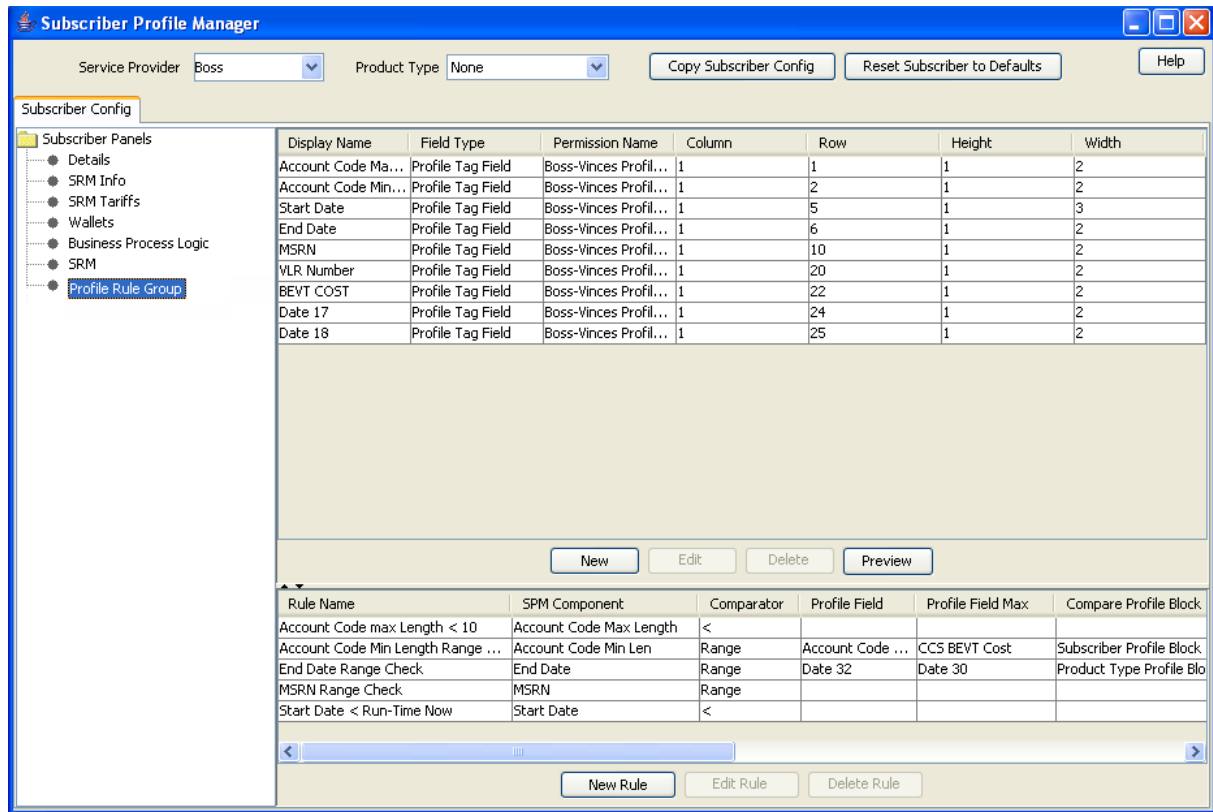 Subscriber Profile Manager
Service Provider Boss Product Type None Copy Subscriber Config Reset Subscriber to Defaults Help
Subscriber Config
Subscriber Panels
Details
SRM Info
SRM Tariffs
Wallets
Business Process Logic
SRM
Profile Rule Group
Display Name Field Type Permission Name Column Row Height Width
Account Code Ma... Profile Tag Field Boss-Vinces Profil... 1 1 1 2
Account Code Min... Profile Tag Field Boss-Vinces Profil... 1 2 1 2
Start Date Profile Tag Field Boss-Vinces Profil... 1 5 1 3
End Date Profile Tag Field Boss-Vinces Profil... 1 6 1 2
MSRN Profile Tag Field Boss-Vinces Profil... 1 10 1 2
VLR Number Profile Tag Field Boss-Vinces Profil... 1 20 1 2
BEVT COST Profile Tag Field Boss-Vinces Profil... 1 22 1 2
Date 17 Profile Tag Field Boss-Vinces Profil... 1 24 1 2
Date 18 Profile Tag Field Boss-Vinces Profil... 1 25 1 2
New Edit Delete Preview
Rule Name SPM Component Comparator Profile Field Profile Field Max Compare Profile Block
Account Code max Length < 10 Account Code Max Length <
Account Code Min Length Range ... Account Code Min Len Range Account Code ... CCS BEVT Cost Subscriber Profile Block
End Date Range Check End Date Range Date 32 Date 30 Product Type Profile Blo
MSRN Range Check MSRN Range
Start Date < Run-Time Now Start Date <
New Rule Edit Rule Delete Rule